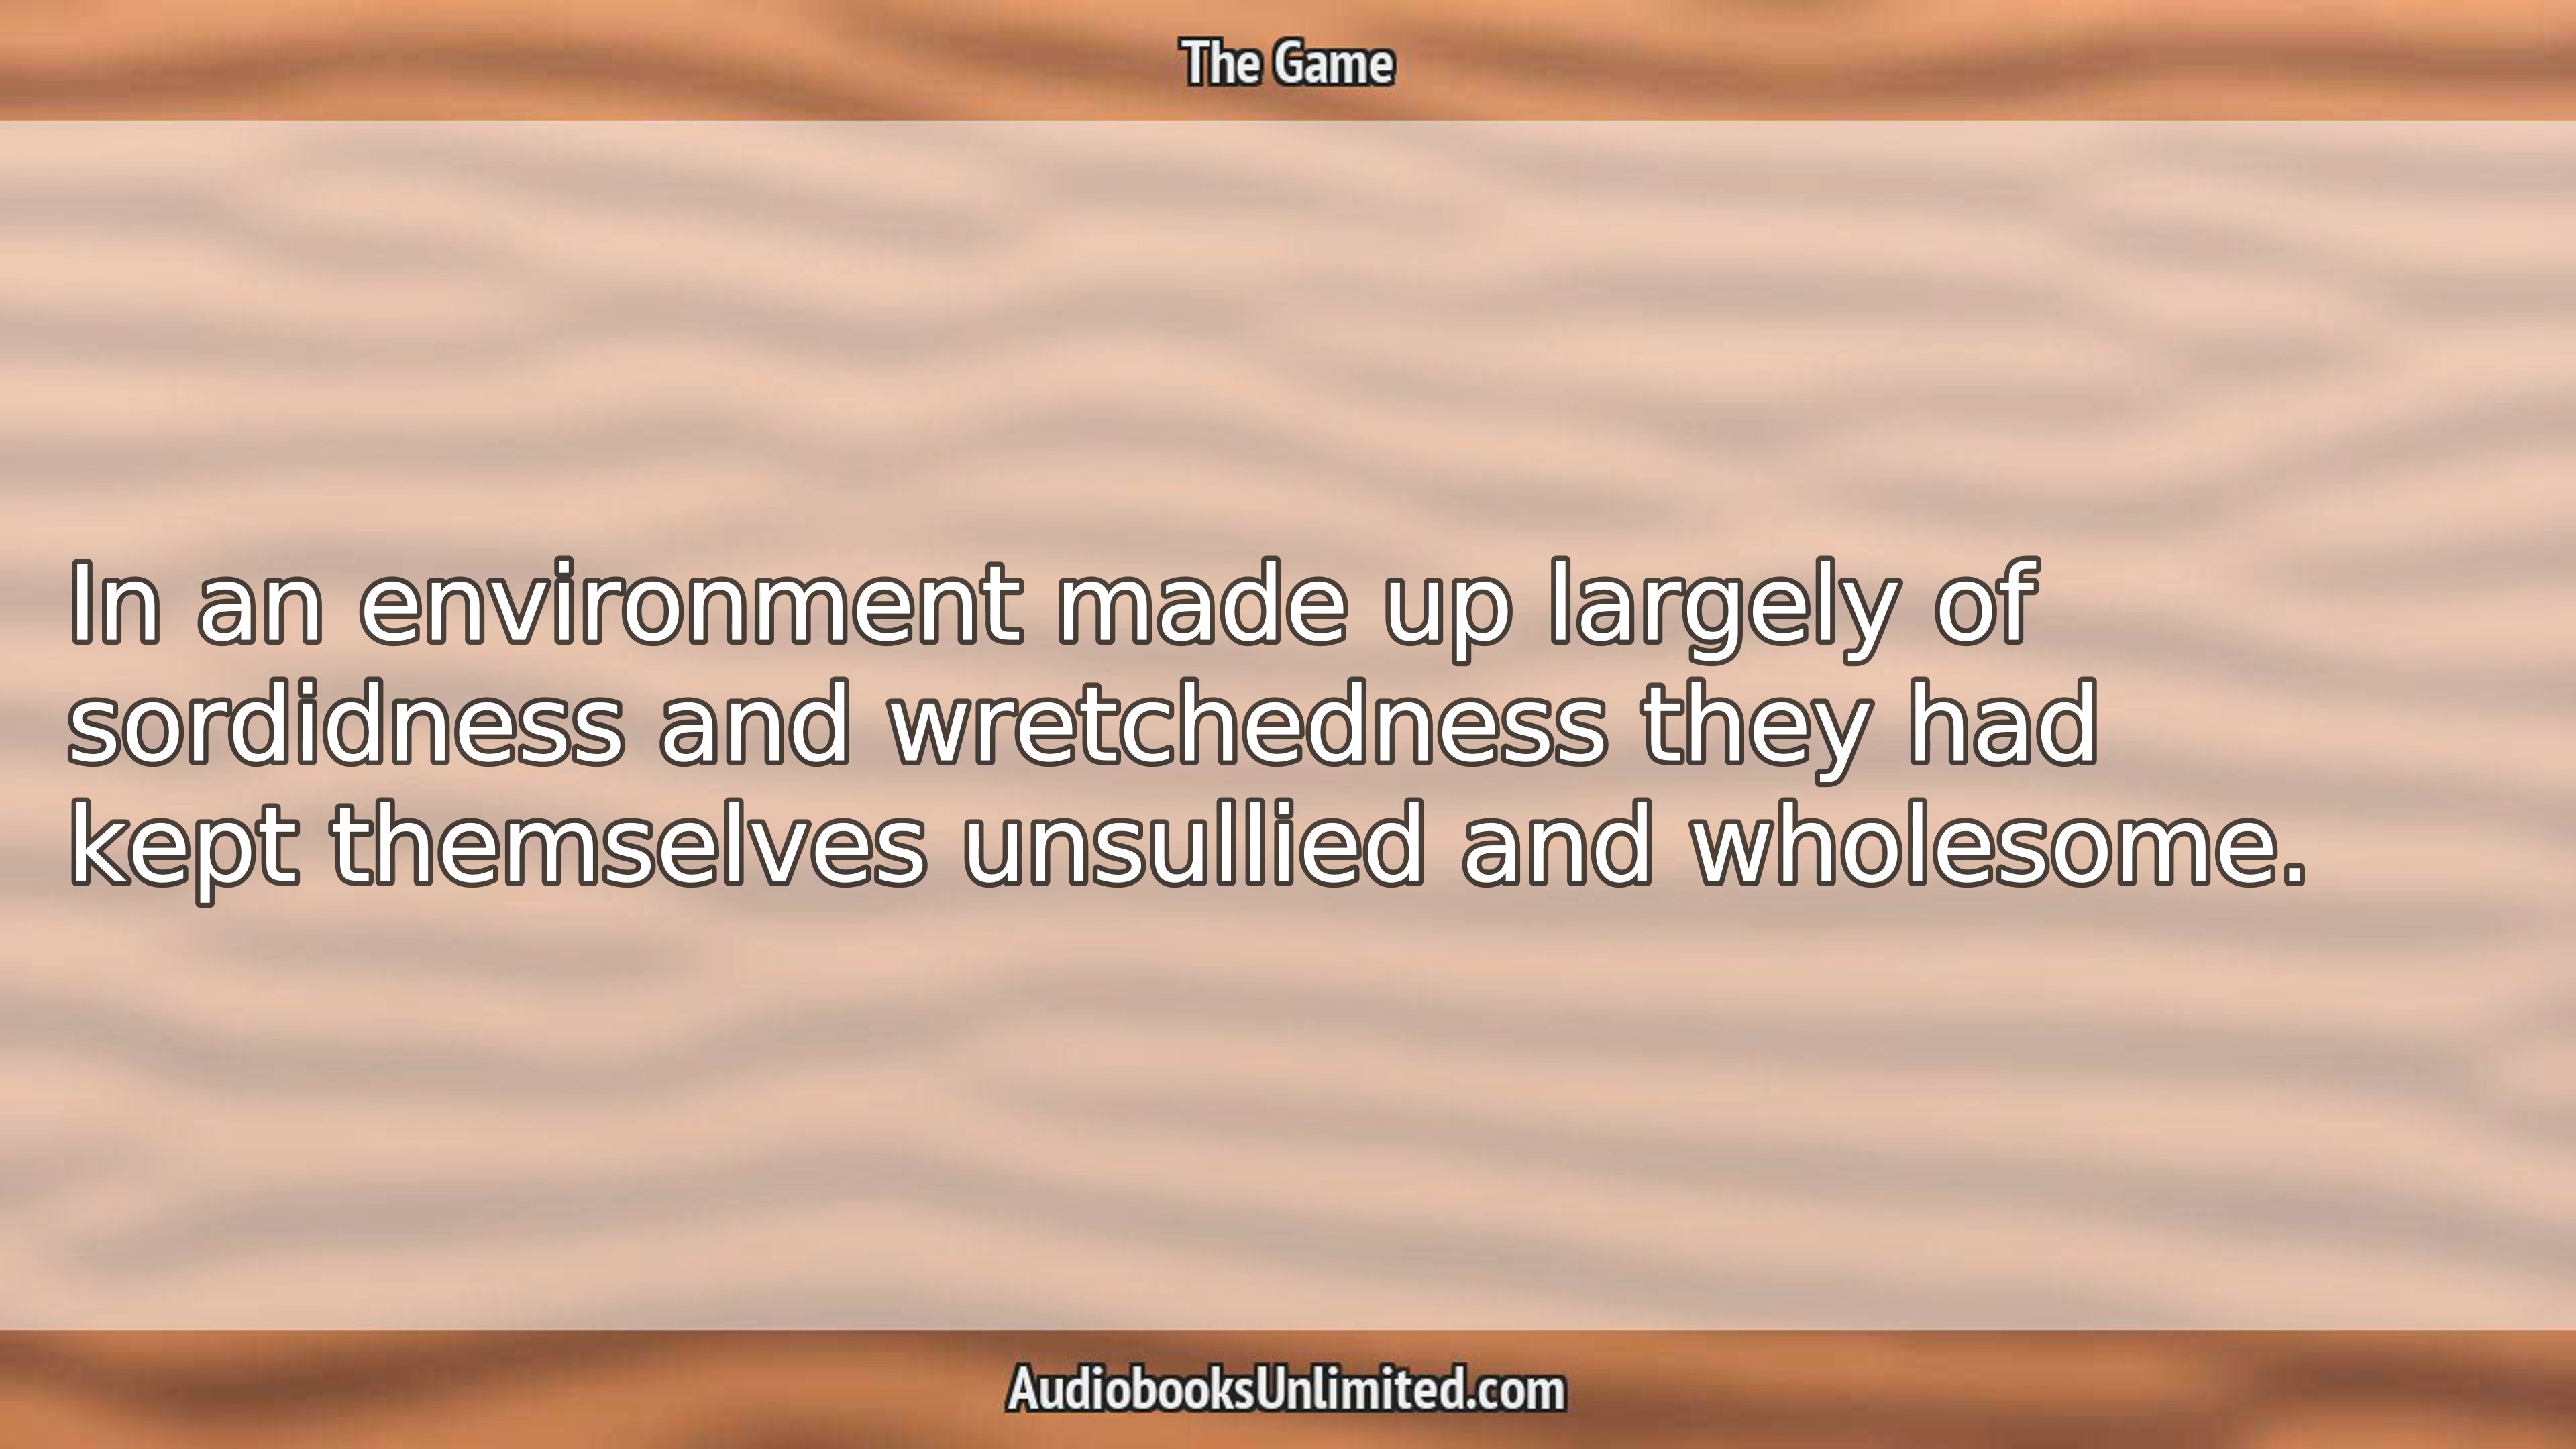 The Game
In an environment made up largely of
sordidness and wretchedness they had
kept themselves unsullied and wholesome.
AudiobooksUnlimited.com